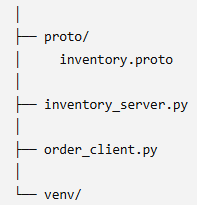 │
├── proto/
│     inventory.proto
│
├── inventory_server.py
│
├── order_client.py
│
└── venv/